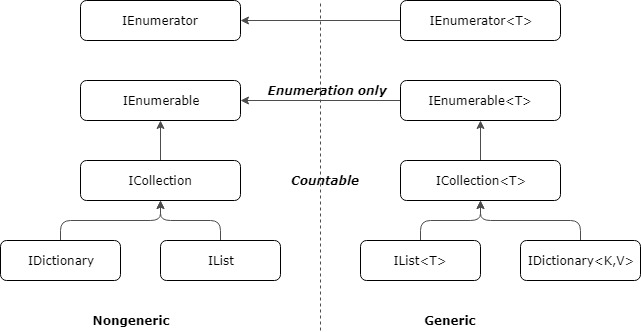 IEnumerator
IEnumerator<T>
IEnumerable
Enumeration only
IEnumerable<T>
ICollection
Countable
ICollection<T>
IDictionary
IList
IList<T>
IDictionary<K,V>
Nongeneric
Generic